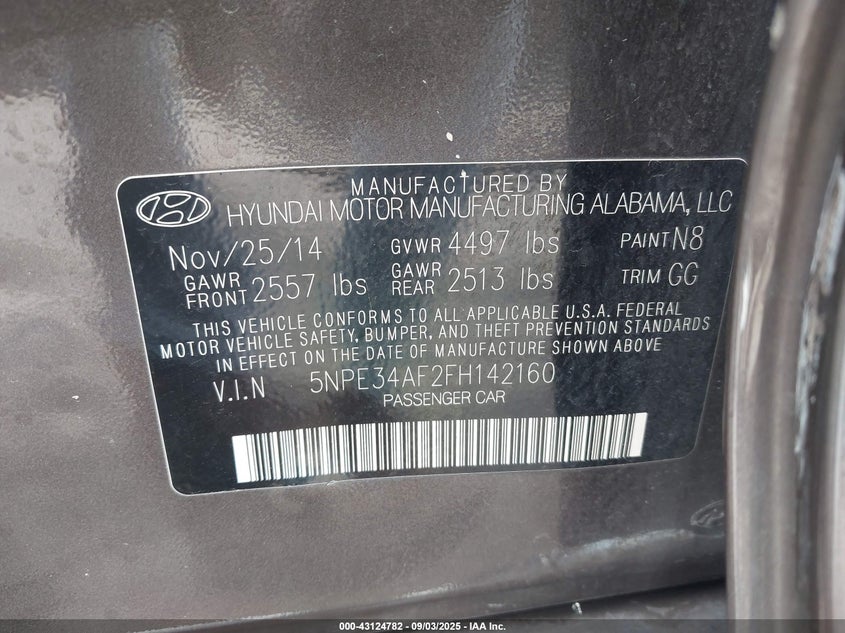 MANUFACTURED BY
HYUNDAI MOTOR MANUFACTURING ALABAMA, LLC
Nov/25/14 GVWR 4497 lbs PAINT N8
GAWR FRONT 2557 lbs GAWR REAR 2513 lbs TRIM GG
THIS VEHICLE CONFORMS TO ALL APPLICABLE U.S.A. FEDERAL
MOTOR VEHICLE SAFETY, BUMPER, AND THEFT PREVENTION STANDARDS
IN EFFECT ON THE DATE OF MANUFACTURE SHOWN ABOVE
V.I.N 5NPE34AF2FH142160
PASSENGER CAR
000-43124782 - 09/03/2025 - IAA Inc.